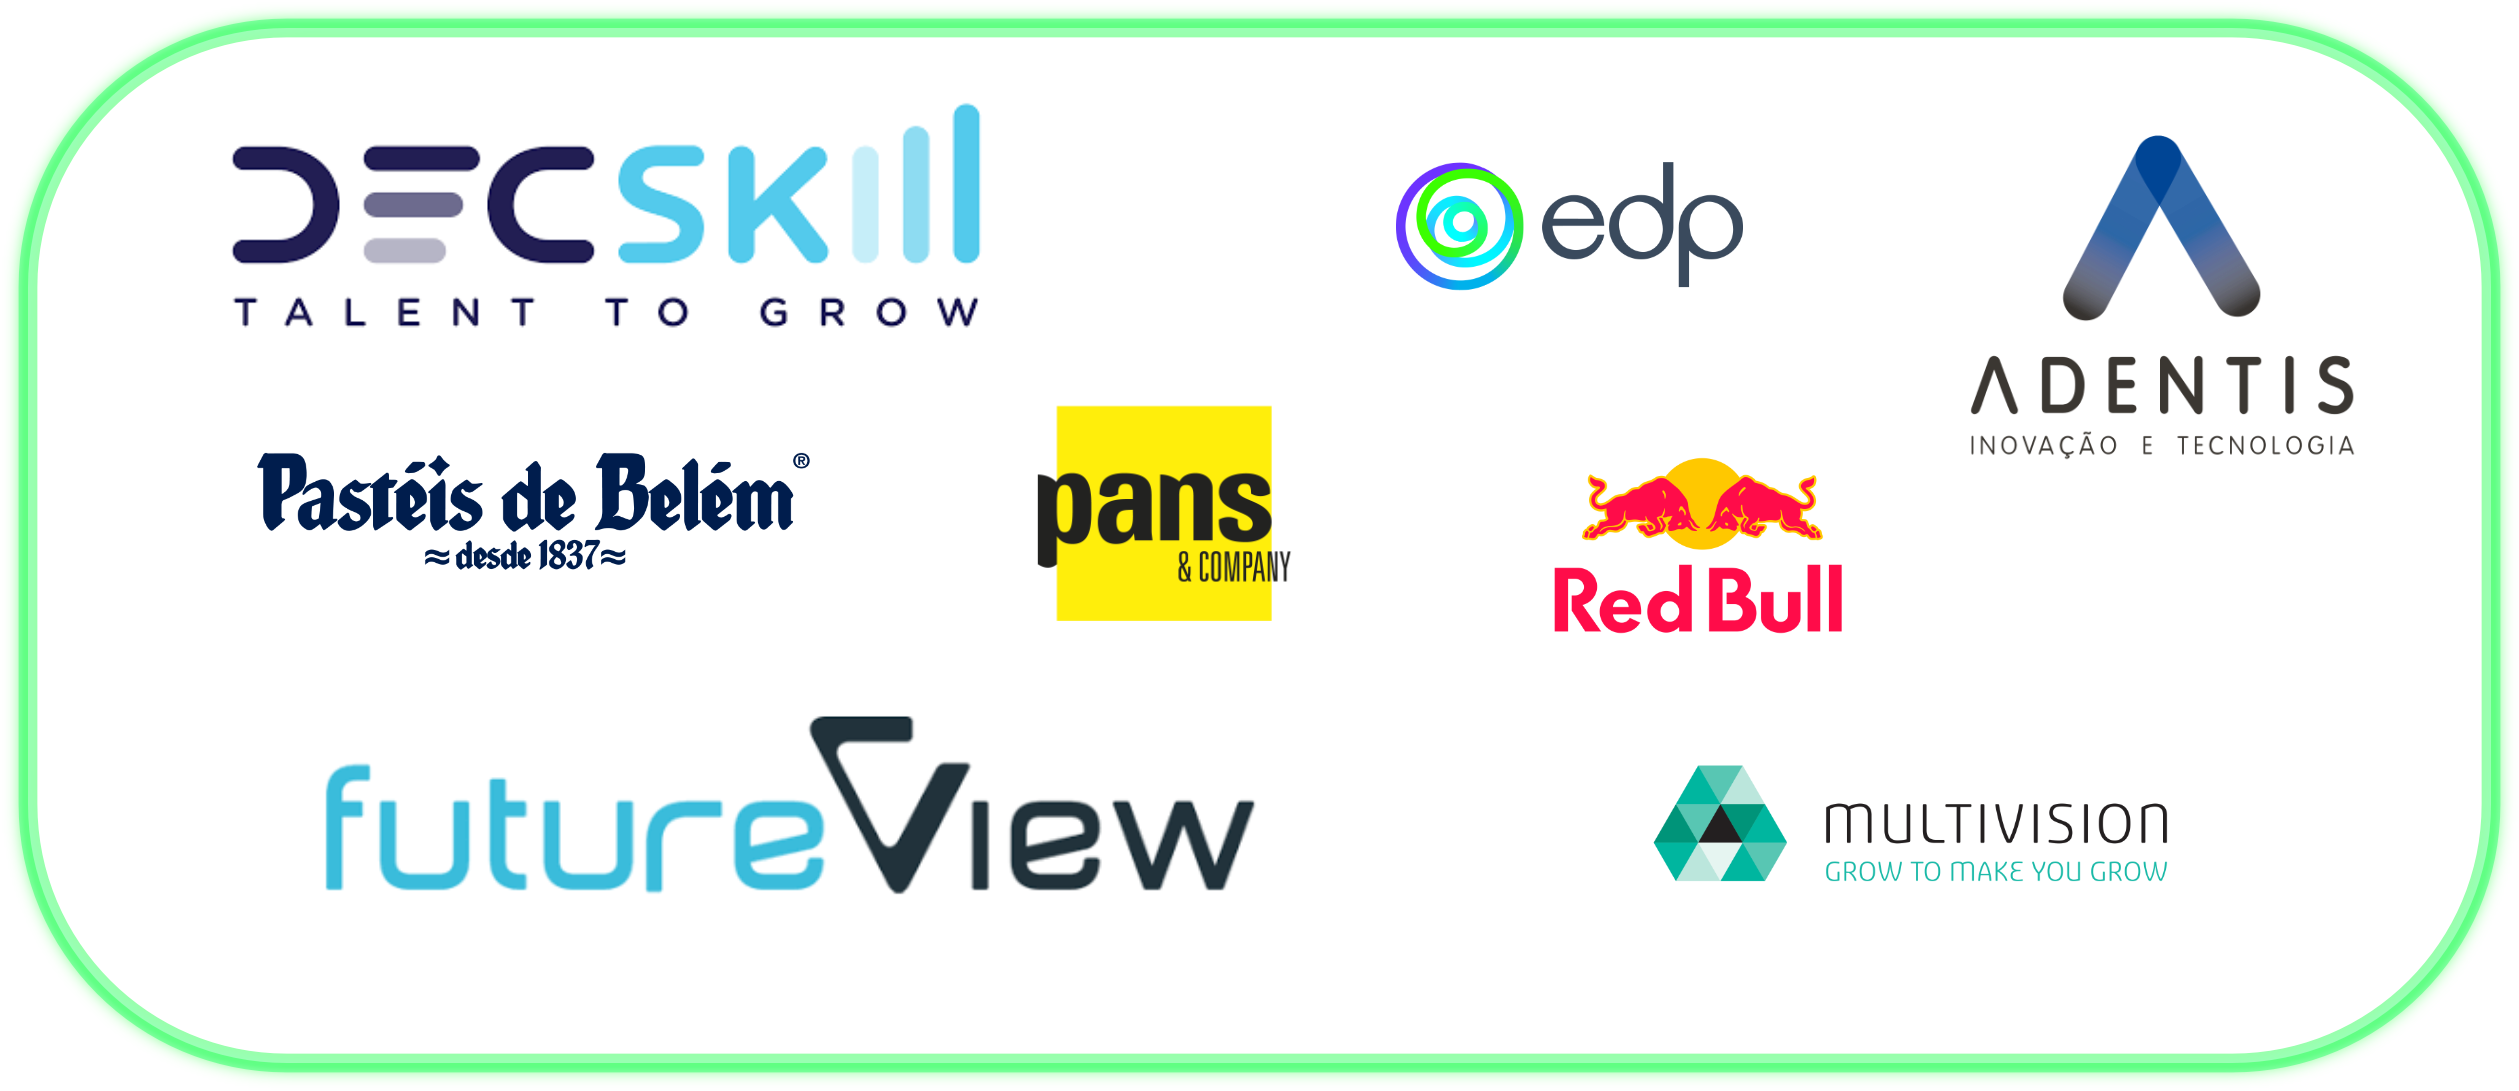 DECSKILL
TALENT TO GROW
edp
ADENTIS
INOVAÇÃO E TECNOLOGIA
Pastéis de Belém®
desde 1837
pans
& COMPANY
Red Bull
futureview
MULTIVISION
GROW TO MAKE YOU GROW